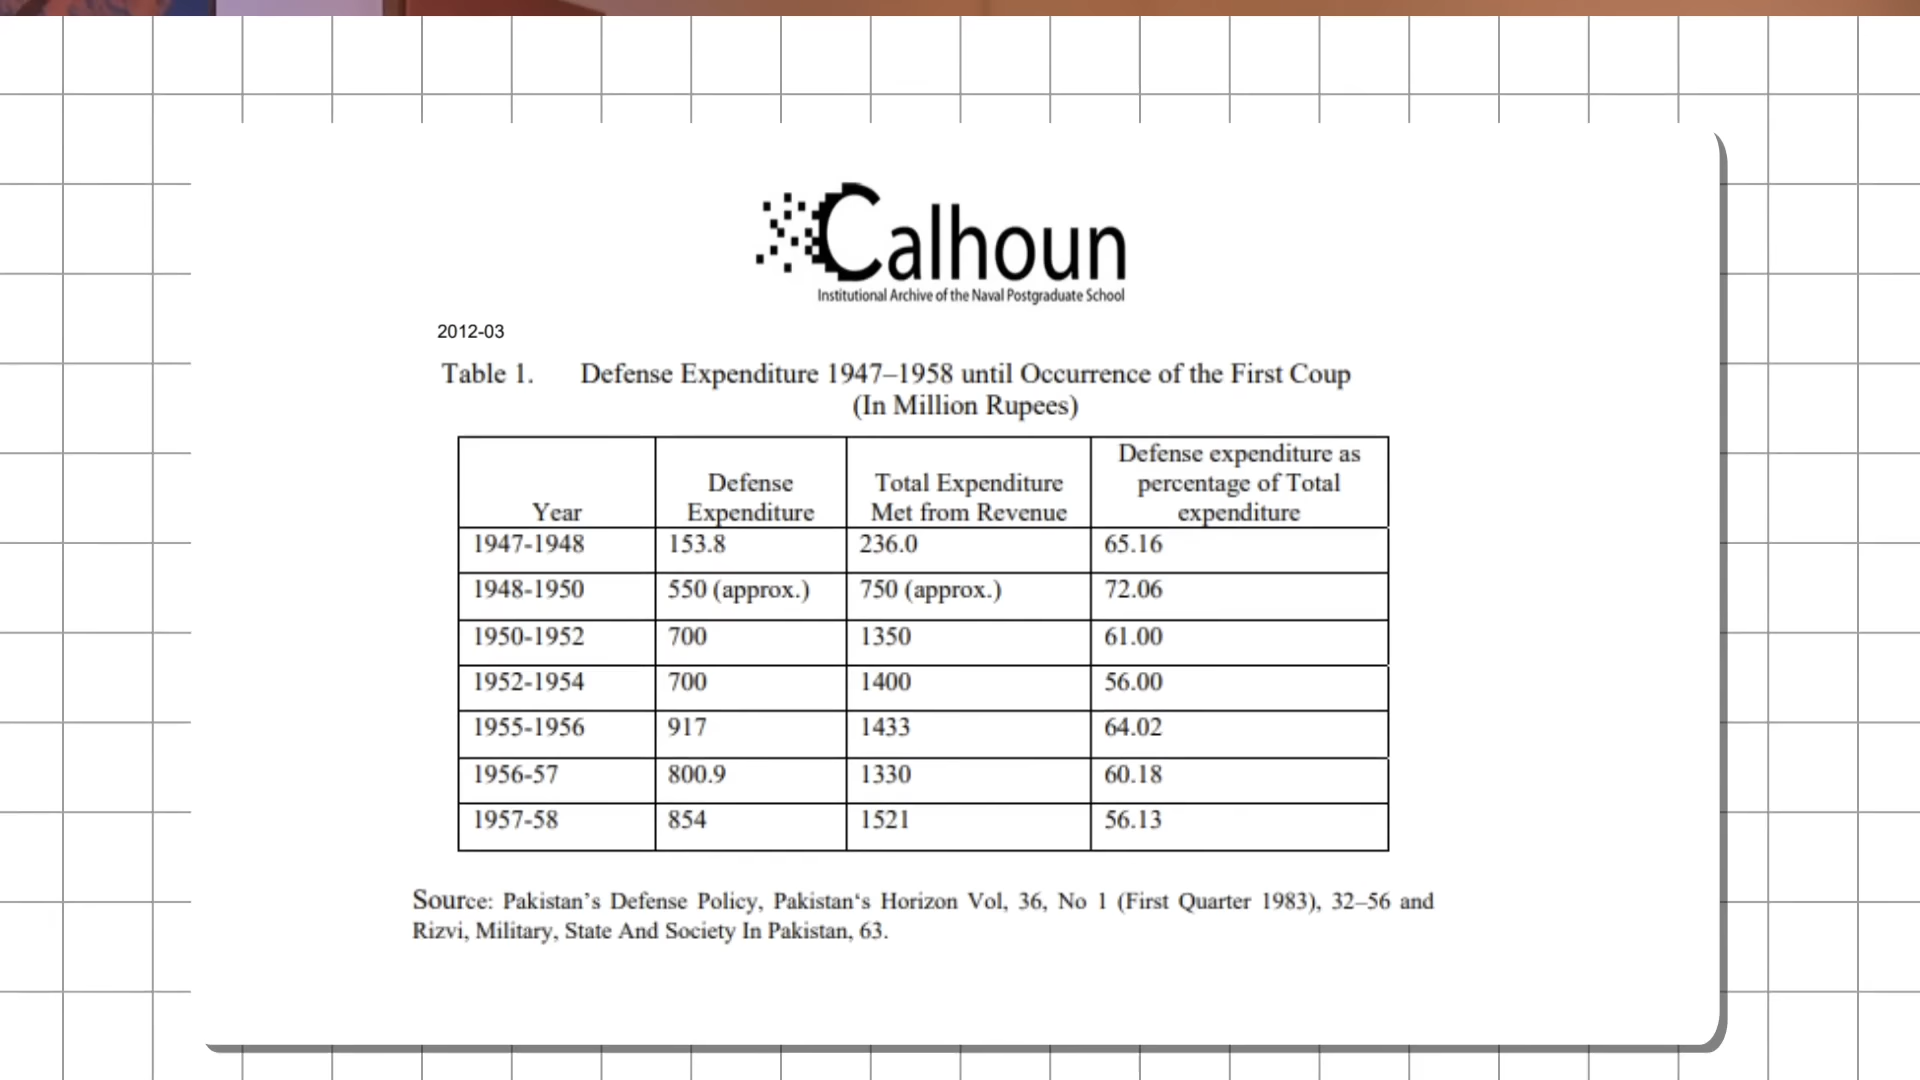 Calhoun
Institutional Archive of the Naval Postgraduate School
2012-03
Table 1. Defense Expenditure 1947–1958 until Occurrence of the First Coup
(In Million Rupees)
Year Defense Expenditure Total Expenditure Met from Revenue Defense expenditure as percentage of Total expenditure
1947-1948 153.8 236.0 65.16
1948-1950 550 (approx.) 750 (approx.) 72.06
1950-1952 700 1350 61.00
1952-1954 700 1400 56.00
1955-1956 917 1433 64.02
1956-57 800.9 1330 60.18
1957-58 854 1521 56.13
Source: Pakistan’s Defense Policy, Pakistan‘s Horizon Vol, 36, No 1 (First Quarter 1983), 32–56 and
Rizvi, Military, State And Society In Pakistan, 63.